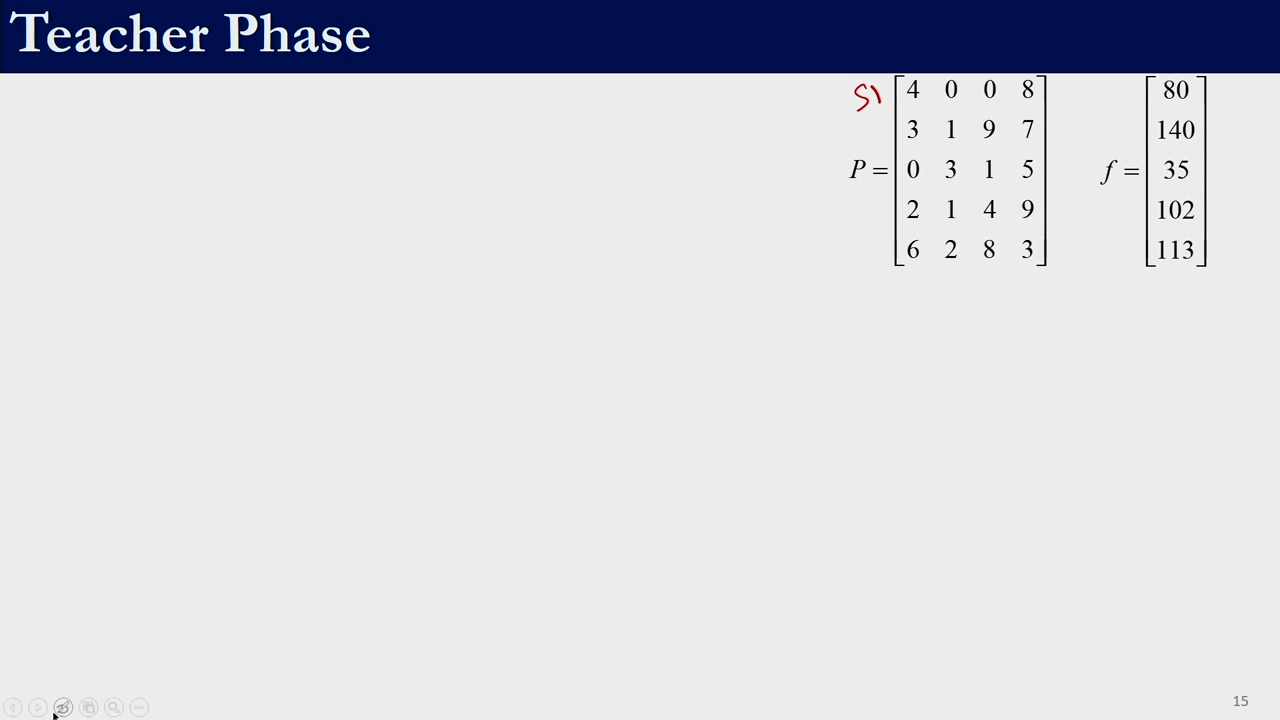 Teacher Phase
S1
P = [4 0 0 8
3 1 9 7
0 3 1 5
2 1 4 9
6 2 8 3]
f = [80
140
35
102
113]
15